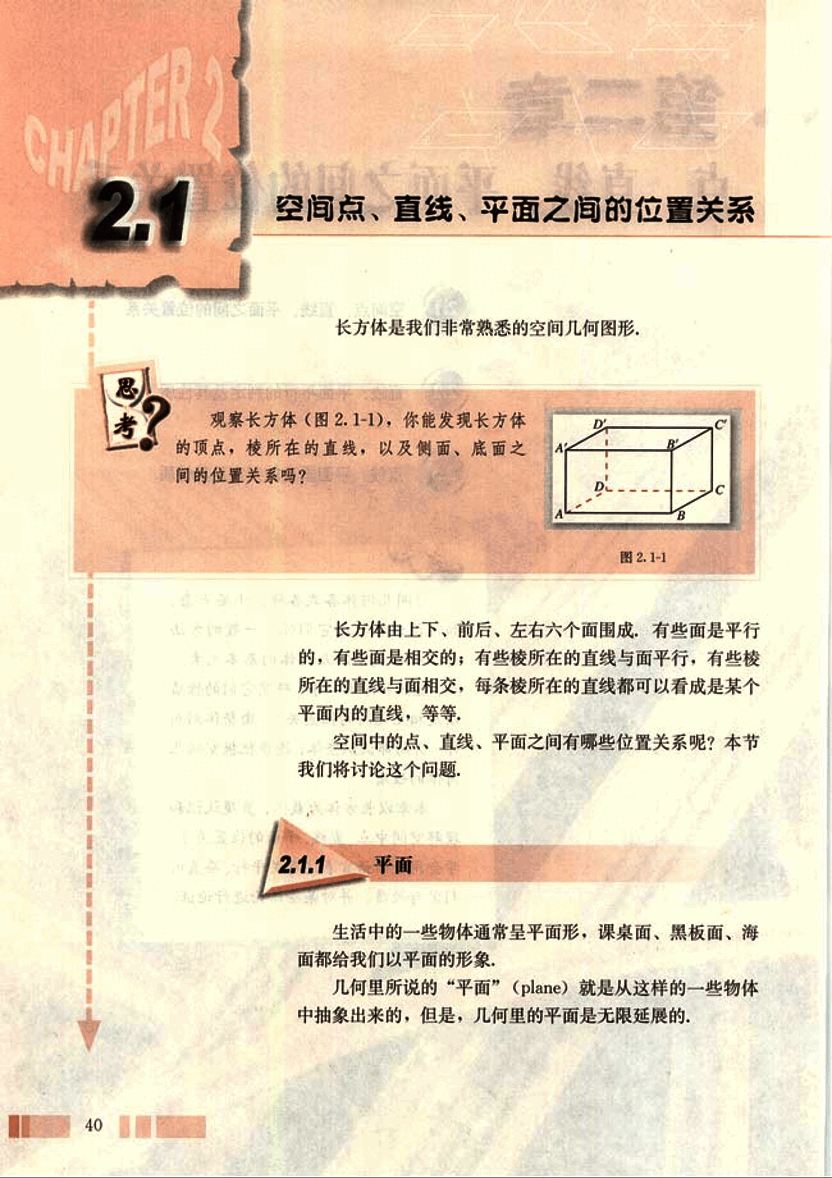 CHAPTER 2
2.1
空间点、直线、平面之间的位置关系
长方体是我们非常熟悉的空间几何图形.
思
考
?
观察长方体（图 2.1-1），你能发现长方体
的顶点，棱所在的直线，以及侧面、底面之
间的位置关系吗？
D′ C′
A′ B′
D C
A B
图 2.1-1
长方体由上下、前后、左右六个面围成. 有些面是平行
的，有些面是相交的；有些棱所在的直线与面平行，有些棱
所在的直线与面相交，每条棱所在的直线都可以看成是某个
平面内的直线，等等.
空间中的点、直线、平面之间有哪些位置关系呢？本节
我们将讨论这个问题.
2.1.1 平面
生活中的一些物体通常呈平面形，课桌面、黑板面、海
面都给我们以平面的形象.
几何里所说的“平面”（plane）就是从这样的一些物体
中抽象出来的，但是，几何里的平面是无限延展的.
40